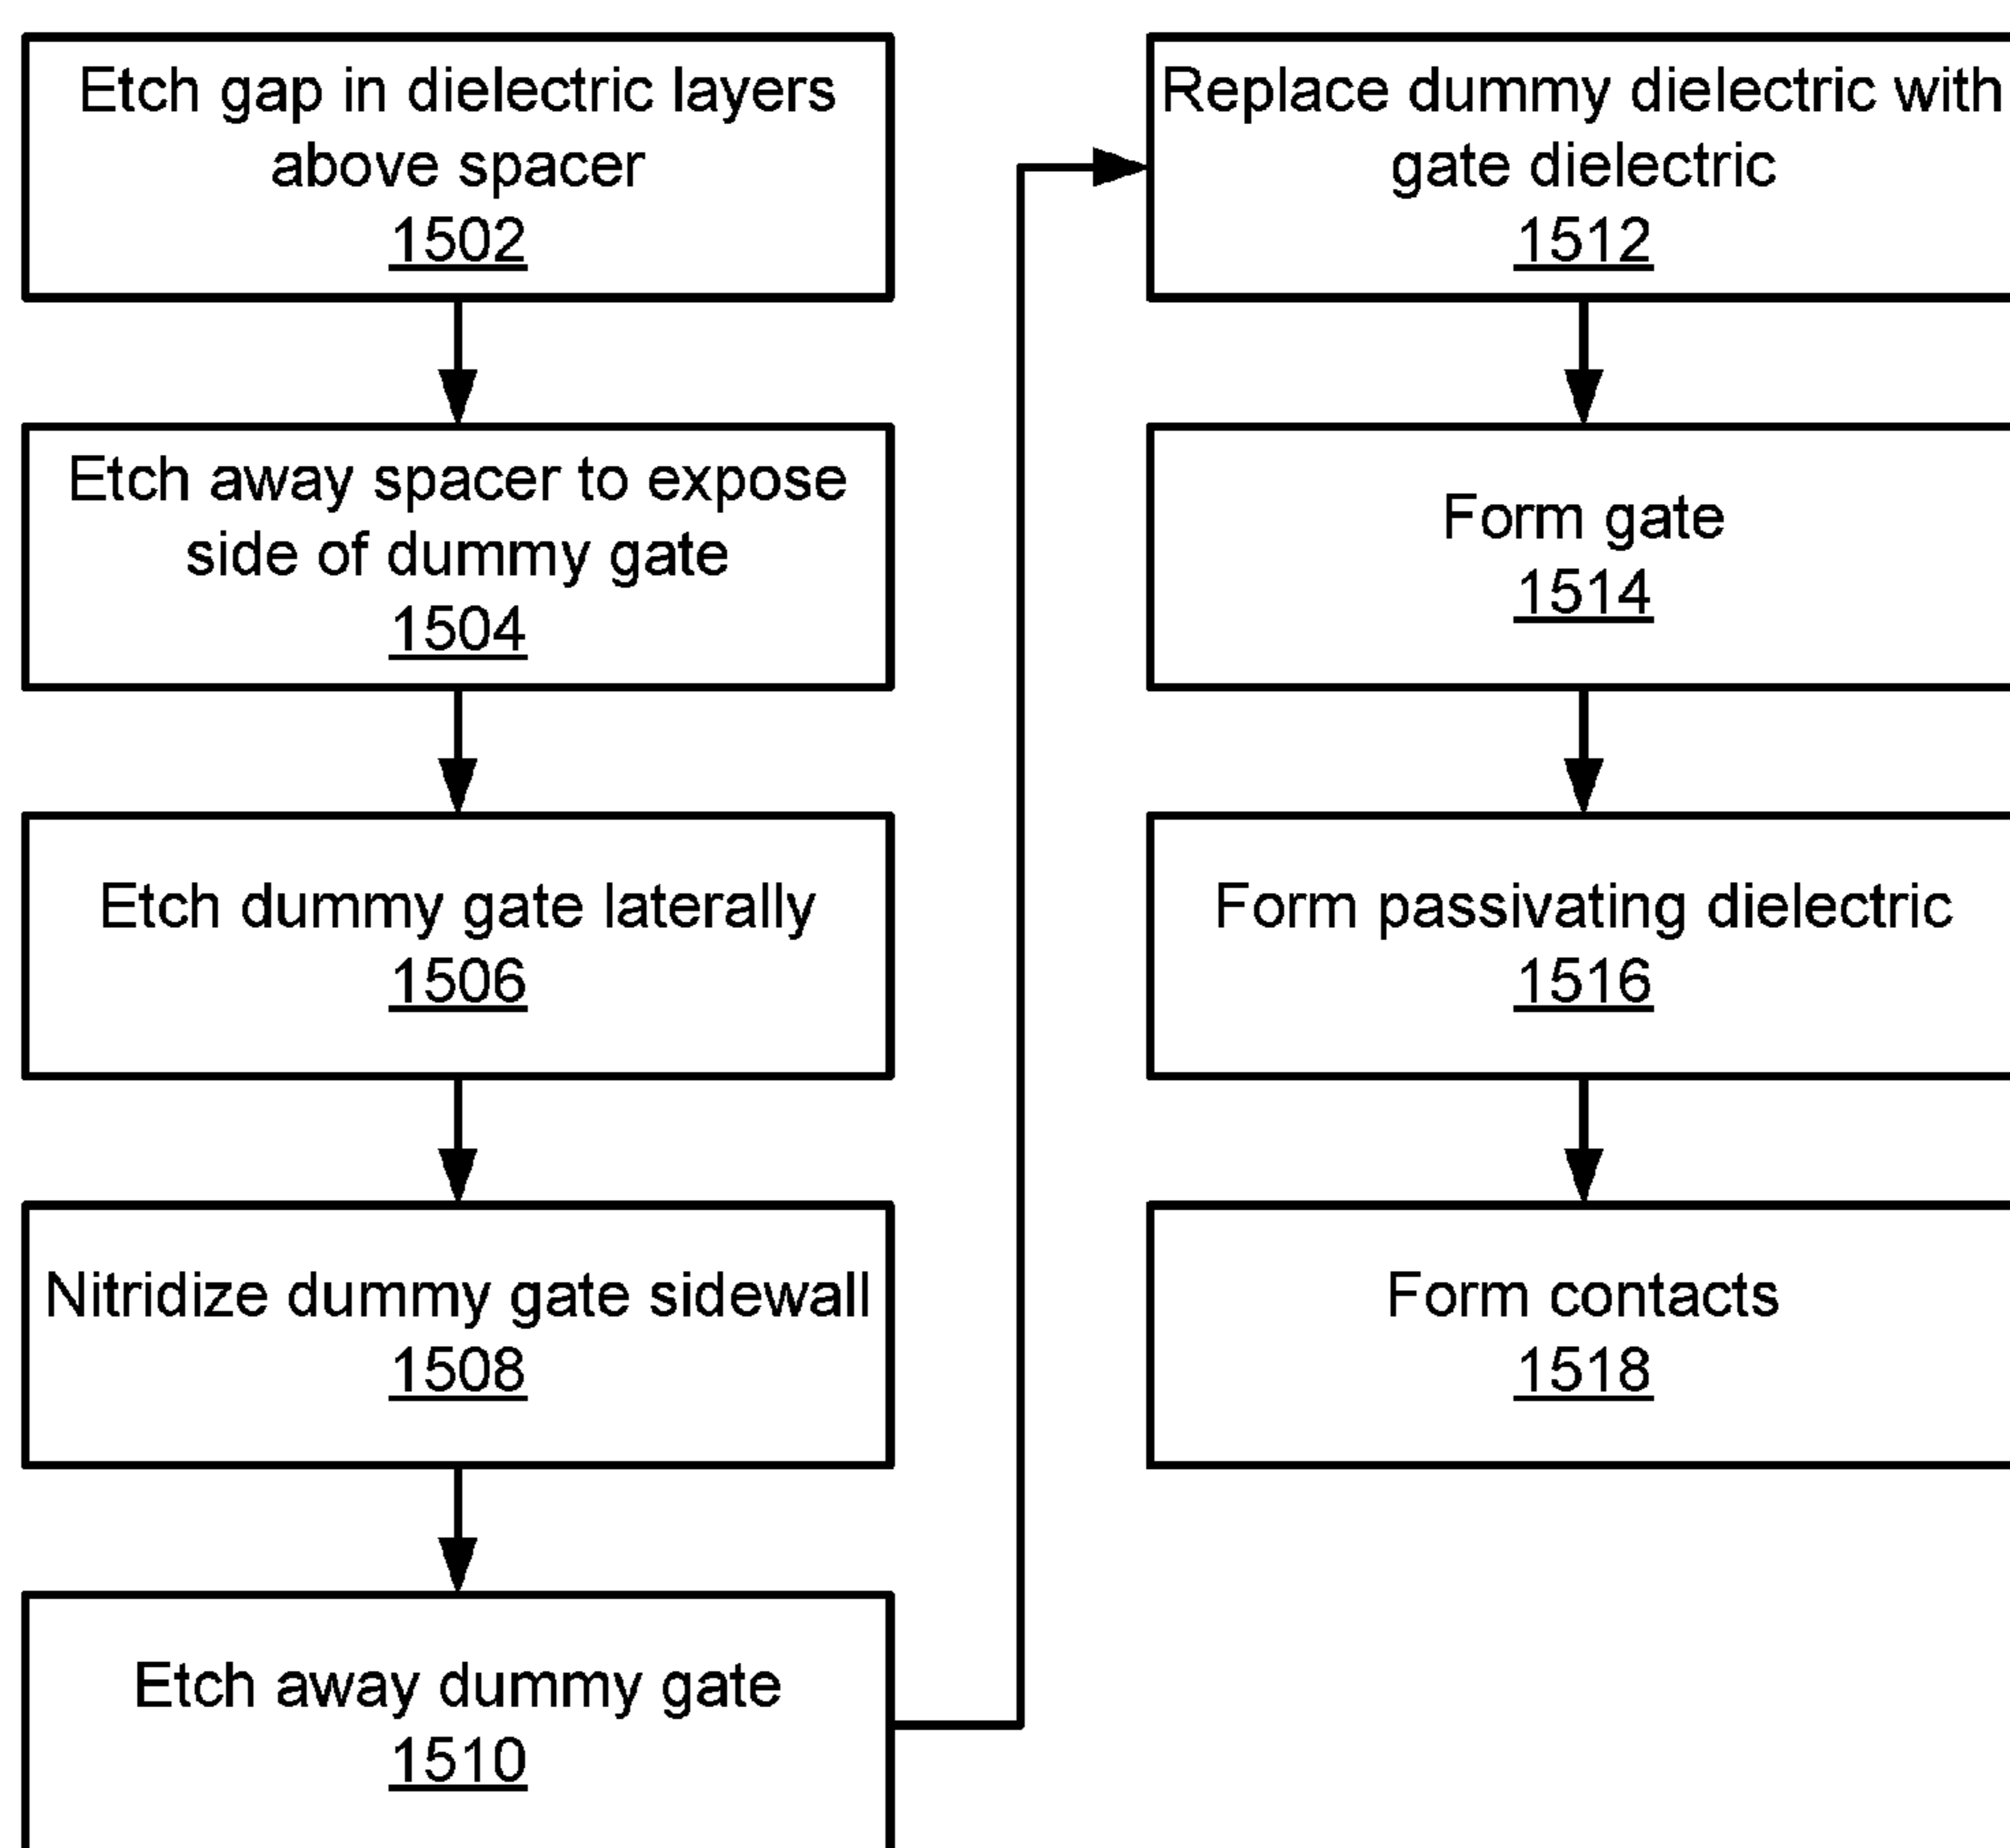 Etch gap in dielectric layers
above spacer
1502
Etch away spacer to expose
side of dummy gate
1504
Etch dummy gate laterally
1506
Nitridize dummy gate sidewall
1508
Etch away dummy gate
1510
Replace dummy dielectric with
gate dielectric
1512
Form gate
1514
Form passivating dielectric
1516
Form contacts
1518